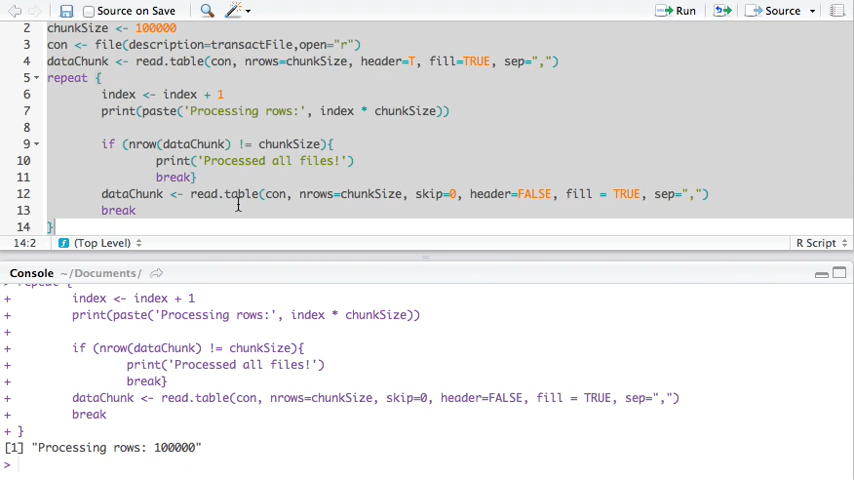 Source on Save Run Source
2 chunkSize <- 100000
3 con <- file(description=transactFile,open="r")
4 dataChunk <- read.table(con, nrows=chunkSize, header=T, fill=TRUE, sep=",")
5 repeat {
6 index <- index + 1
7 print(paste('Processing rows:', index * chunkSize))
8
9 if (nrow(dataChunk) != chunkSize){
10 print('Processed all files!')
11 break}
12 dataChunk <- read.table(con, nrows=chunkSize, skip=0, header=FALSE, fill = TRUE, sep=",")
13 break
14 }
14:2 (Top Level) R Script
Console ~/Documents/
> repeat {
+ index <- index + 1
+ print(paste('Processing rows:', index * chunkSize))
+
+ if (nrow(dataChunk) != chunkSize){
+ print('Processed all files!')
+ break}
+ dataChunk <- read.table(con, nrows=chunkSize, skip=0, header=FALSE, fill = TRUE, sep=",")
+ break
+ }
[1] "Processing rows: 100000"
>